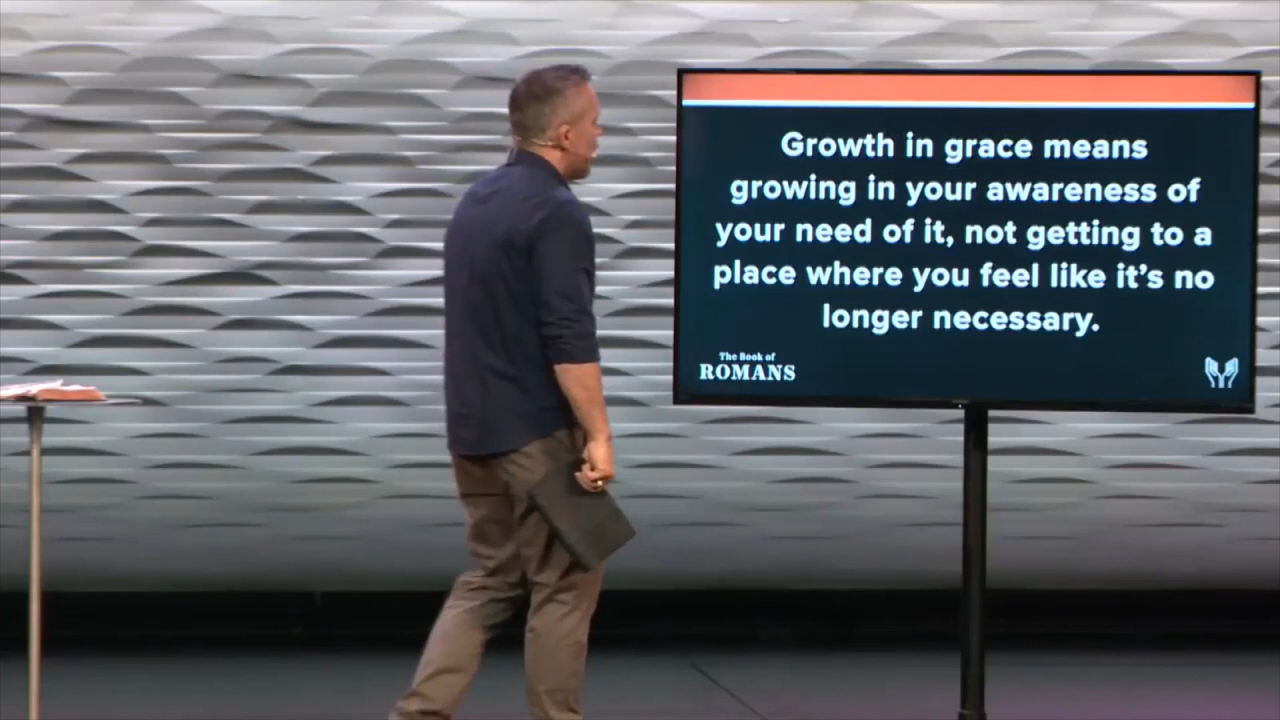 Growth in grace means
growing in your awareness of
your need of it, not getting to a
place where you feel like it's no
longer necessary.
The Book of
ROMANS